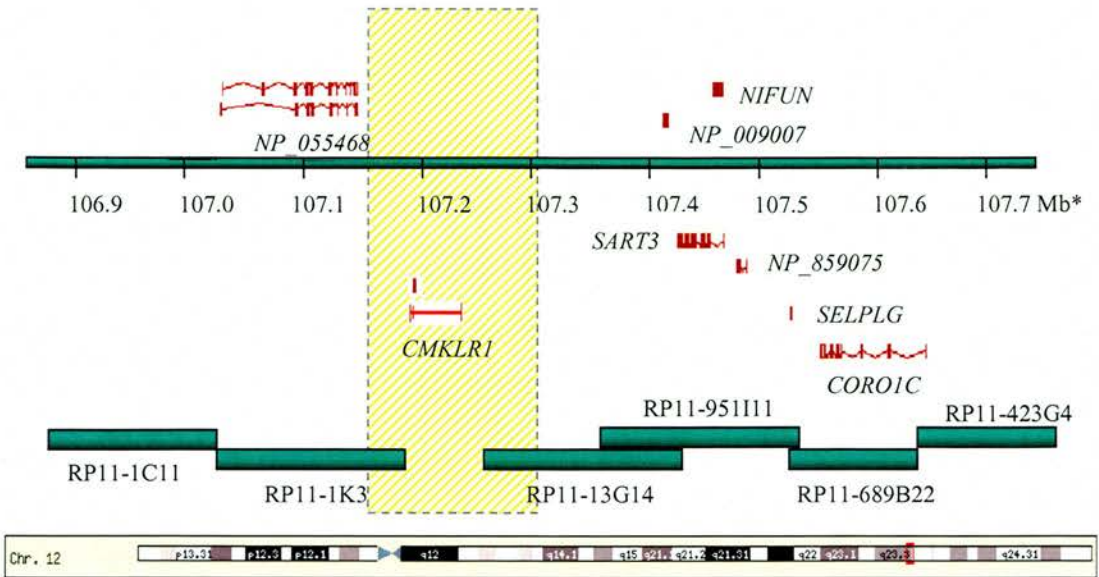 NIFUN
NP_009007
NP_055468
106.9 107.0 107.1 107.2 107.3 107.4 107.5 107.6 107.7 Mb*
SART3
NP_859075
SELPLG
CMKLR1
CORO1C
RP11-951I11
RP11-423G4
RP11-1C11
RP11-1K3
RP11-13G14
RP11-689B22
Chr. 12 p13.31 p12.3 p12.1 q12 q14.1 q15 q21.2 q21.31 q22 q23.1 q23.3 q24.31